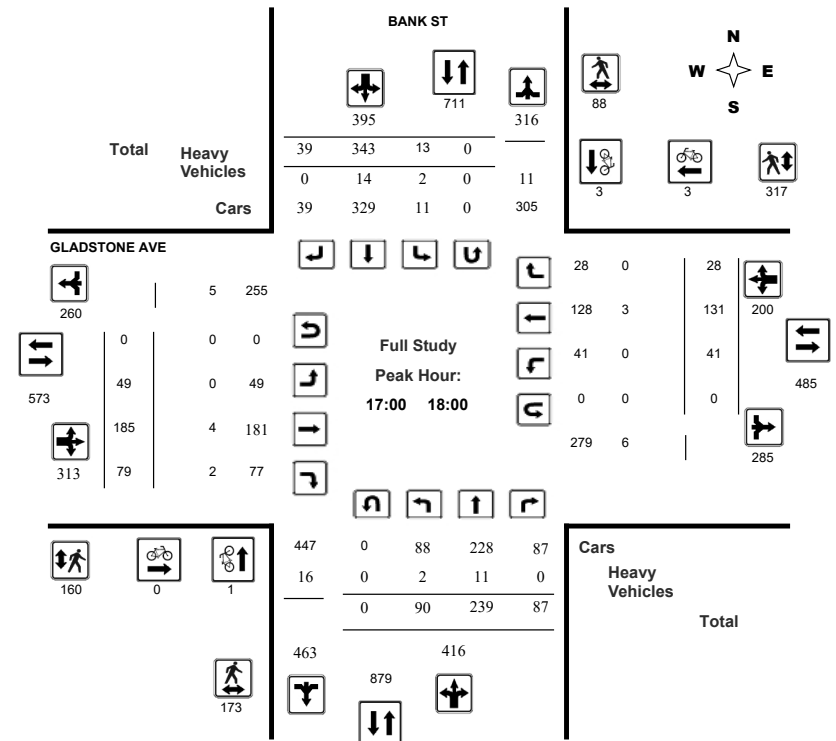 BANK ST
N
W E
S
395 711 316 88
Total Heavy Vehicles
39 343 13 0
0 14 2 0 11
Cars 39 329 11 0 305
3 3 317
GLADSTONE AVE
260 5 255
0 0 0
573 49 0 49
185 4 181
313 79 2 77
Full Study
Peak Hour:
17:00 18:00
28 0 28
128 3 131 200
41 0 41
0 0 0 485
279 6 285
160 0 1
173
447 0 88 228 87 Cars
16 0 2 11 0 Heavy Vehicles
0 90 239 87 Total
463 416
879